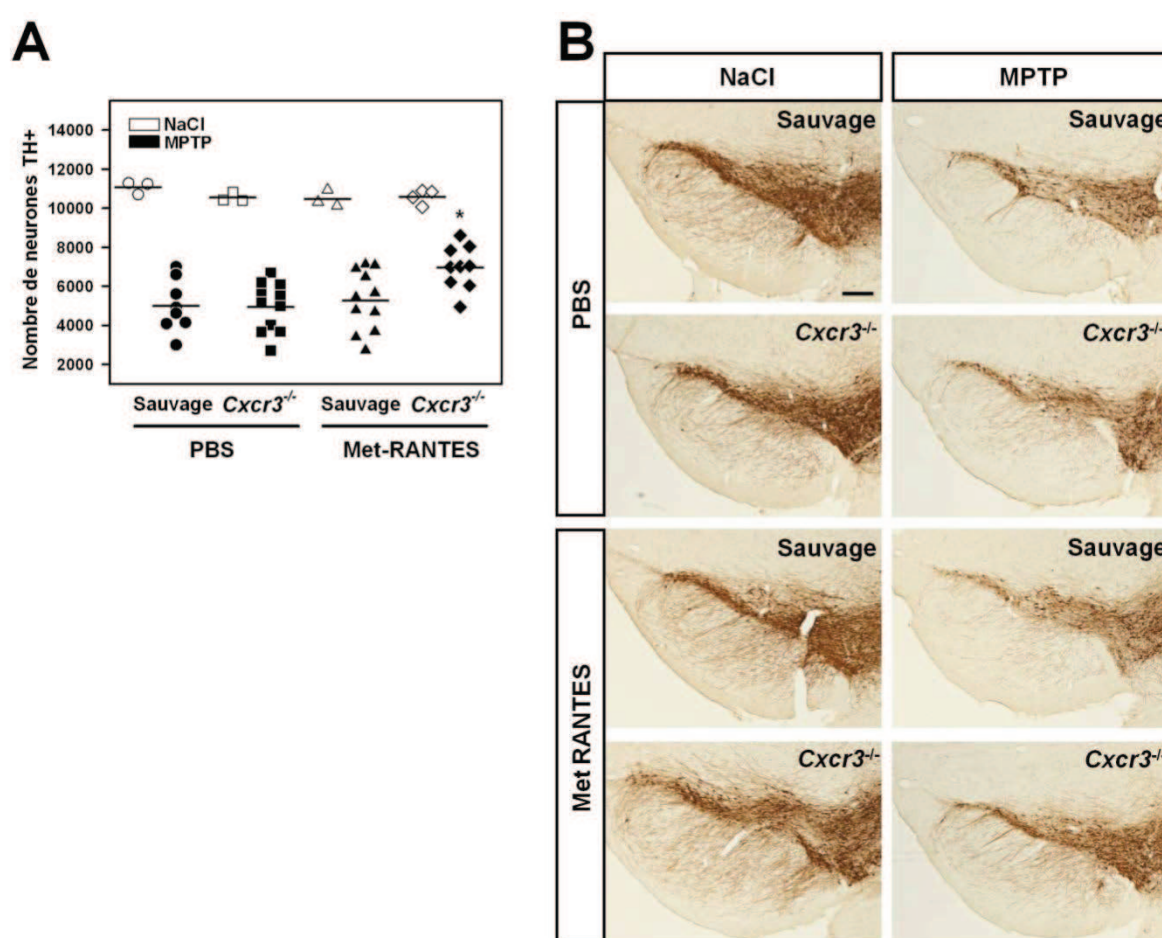 A
Nombre de neurones TH+
14000
12000
10000
8000
6000
4000
2000
NaCl
MPTP
*
Sauvage Cxcr3-/- Sauvage Cxcr3-/-
PBS Met-RANTES
B
NaCl MPTP
PBS
Sauvage Sauvage
Cxcr3-/- Cxcr3-/-
Met RANTES
Sauvage Sauvage
Cxcr3-/- Cxcr3-/-